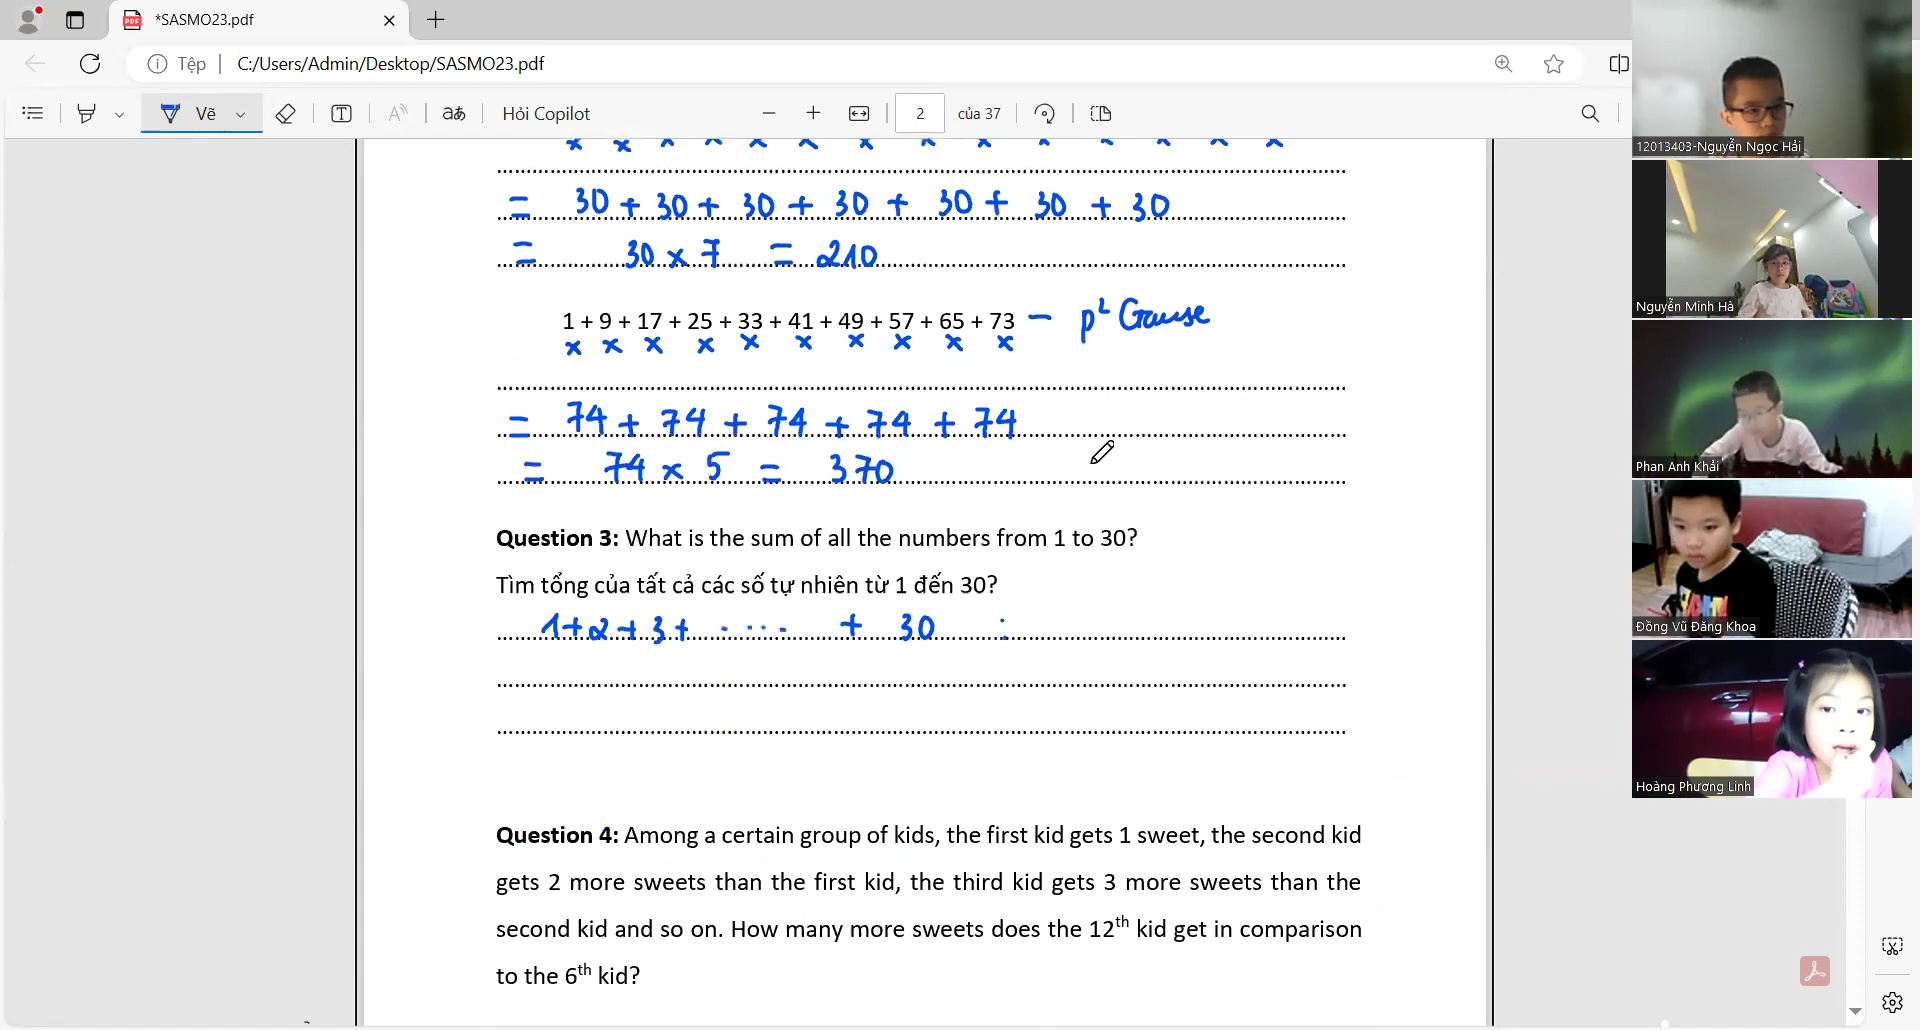 *SASMO23.pdf
Tệp C:/Users/Admin/Desktop/SASMO23.pdf
Vẽ T A aあ Hỏi Copilot 2 của 37
x x x x x x x x x x x x x
= 30 + 30 + 30 + 30 + 30 + 30 + 30
= 30 x 7 = 210
1 + 9 + 17 + 25 + 33 + 41 + 49 + 57 + 65 + 73 — p² Gause
x x x x x x x x x x
= 74 + 74 + 74 + 74 + 74
= 74 x 5 = 370
Question 3: What is the sum of all the numbers from 1 to 30?
Tìm tổng của tất cả các số tự nhiên từ 1 đến 30?
1+2+3+ ..... + 30 :
Question 4: Among a certain group of kids, the first kid gets 1 sweet, the second kid
gets 2 more sweets than the first kid, the third kid gets 3 more sweets than the
second kid and so on. How many more sweets does the 12th kid get in comparison
to the 6th kid?
12013403-Nguyễn Ngọc Hải
Nguyễn Minh Hà
Phan Anh Khải
Đồng Vũ Đăng Khoa
Hoàng Phương Linh